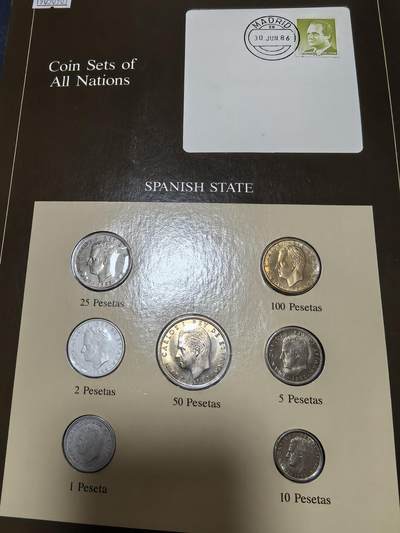 MADRID
30 JUN 86
Coin Sets of
All Nations
SPANISH STATE
25 Pesetas
100 Pesetas
2 Pesetas
50 Pesetas
5 Pesetas
1 Peseta
10 Pesetas